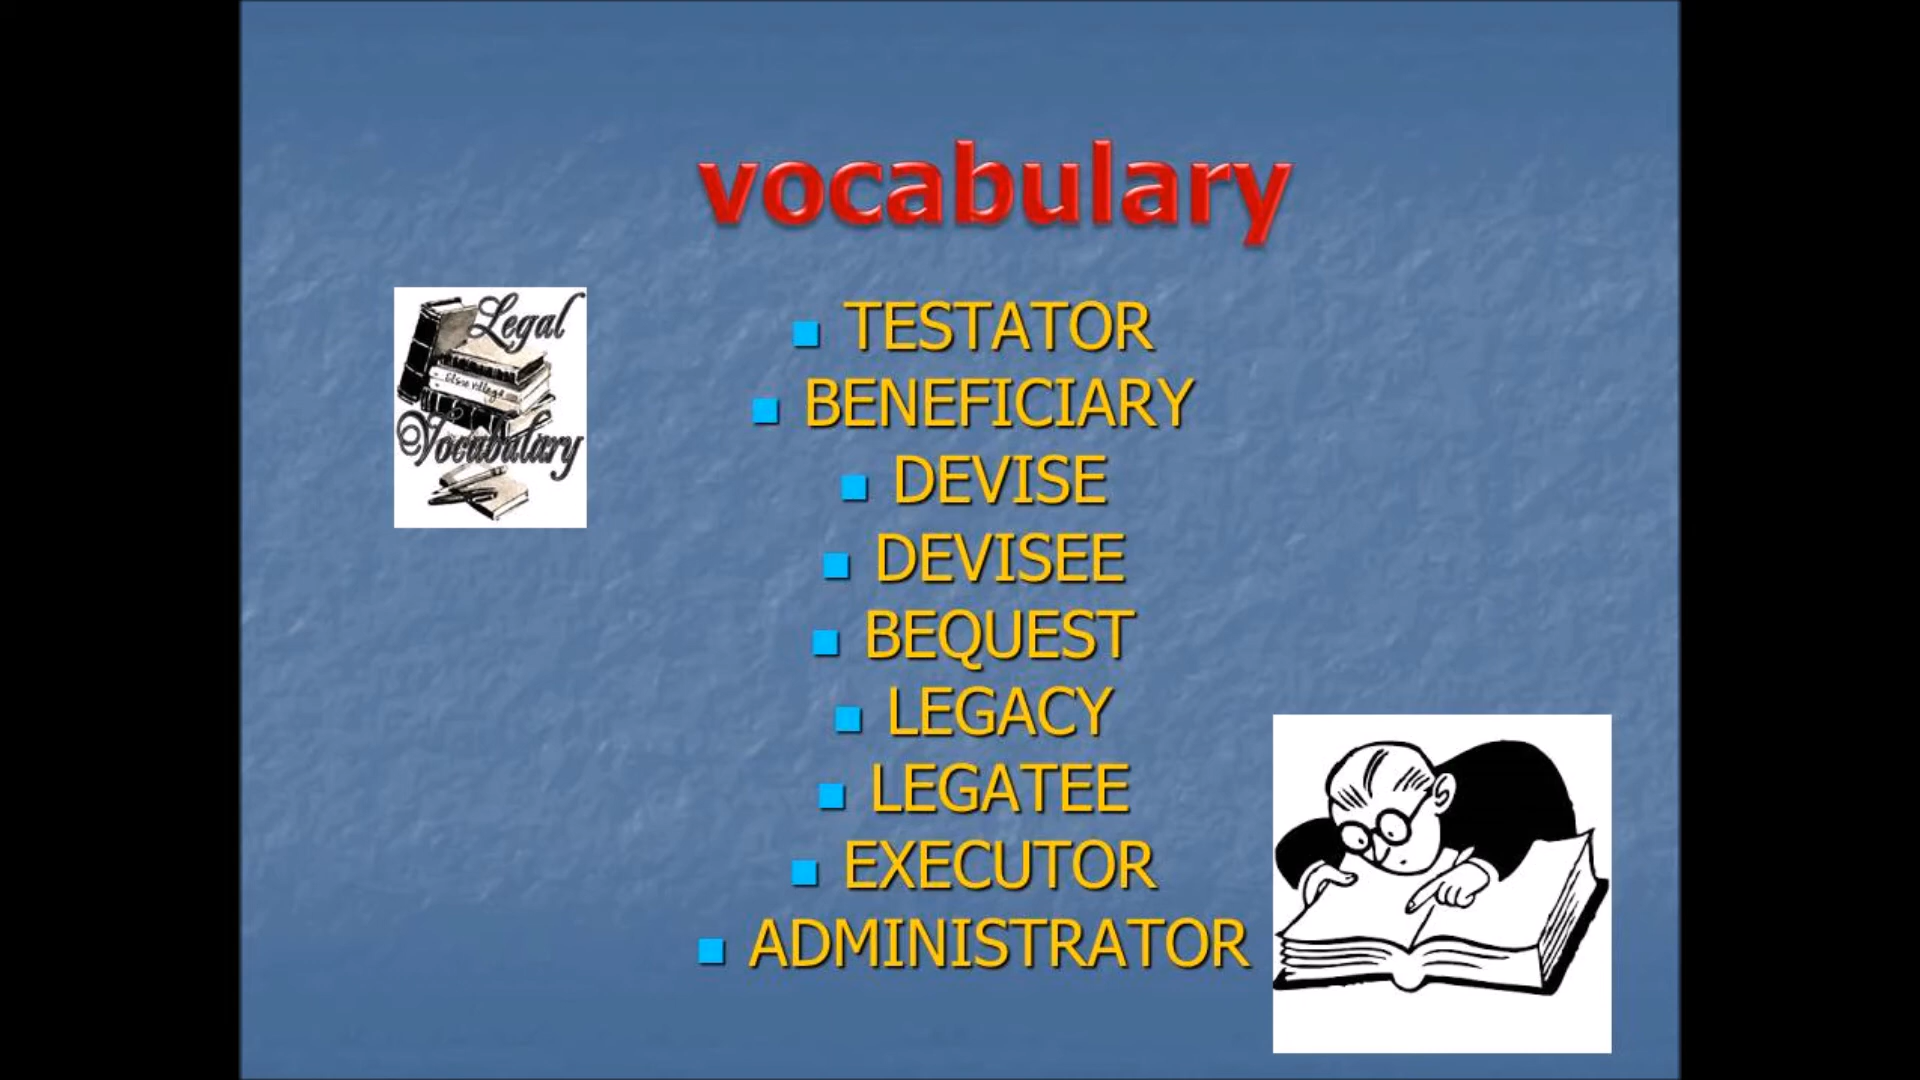 vocabulary
Legal
Vocabulary
TESTATOR
BENEFICIARY
DEVISE
DEVISEE
BEQUEST
LEGACY
LEGATEE
EXECUTOR
ADMINISTRATOR